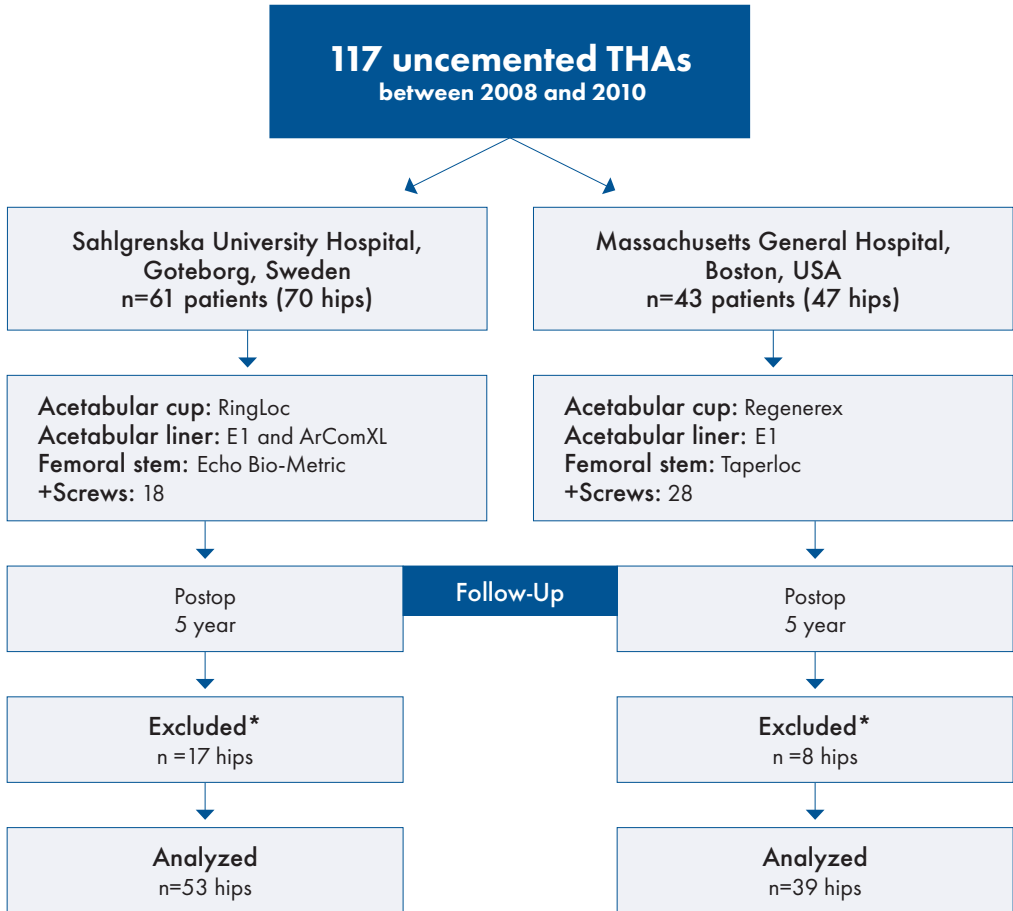 117 uncemented THAs
between 2008 and 2010
Sahlgrenska University Hospital,
Goteborg, Sweden
n=61 patients (70 hips)
Massachusetts General Hospital,
Boston, USA
n=43 patients (47 hips)
Acetabular cup: RingLoc
Acetabular liner: E1 and ArComXL
Femoral stem: Echo Bio-Metric
+Screws: 18
Acetabular cup: Regenerex
Acetabular liner: E1
Femoral stem: Taperloc
+Screws: 28
Postop
5 year
Follow-Up
Postop
5 year
Excluded*
n =17 hips
Excluded*
n =8 hips
Analyzed
n=53 hips
Analyzed
n=39 hips